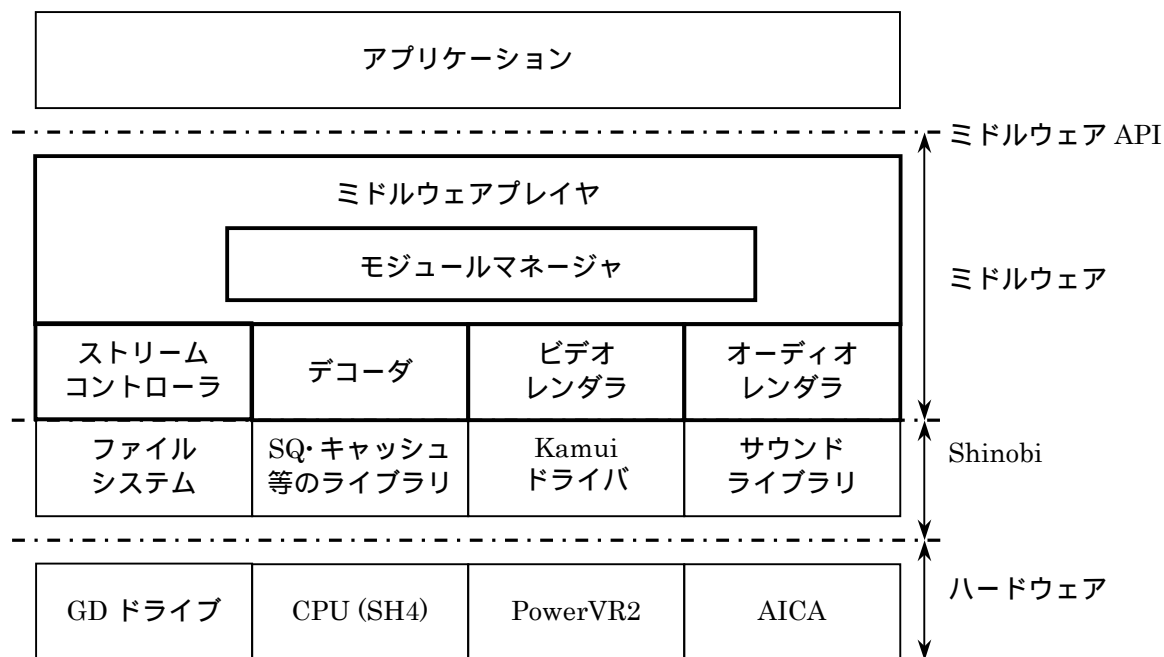 アプリケーション
ミドルウェア API
ミドルウェアプレイヤ
モジュールマネージャ
ミドルウェア
ストリーム
コントローラ
デコーダ
ビデオ
レンダラ
オーディオ
レンダラ
ファイル
システム
SQ・キャッシュ
等のライブラリ
Kamui
ドライバ
サウンド
ライブラリ
Shinobi
GD ドライブ
CPU (SH4)
PowerVR2
AICA
ハードウェア